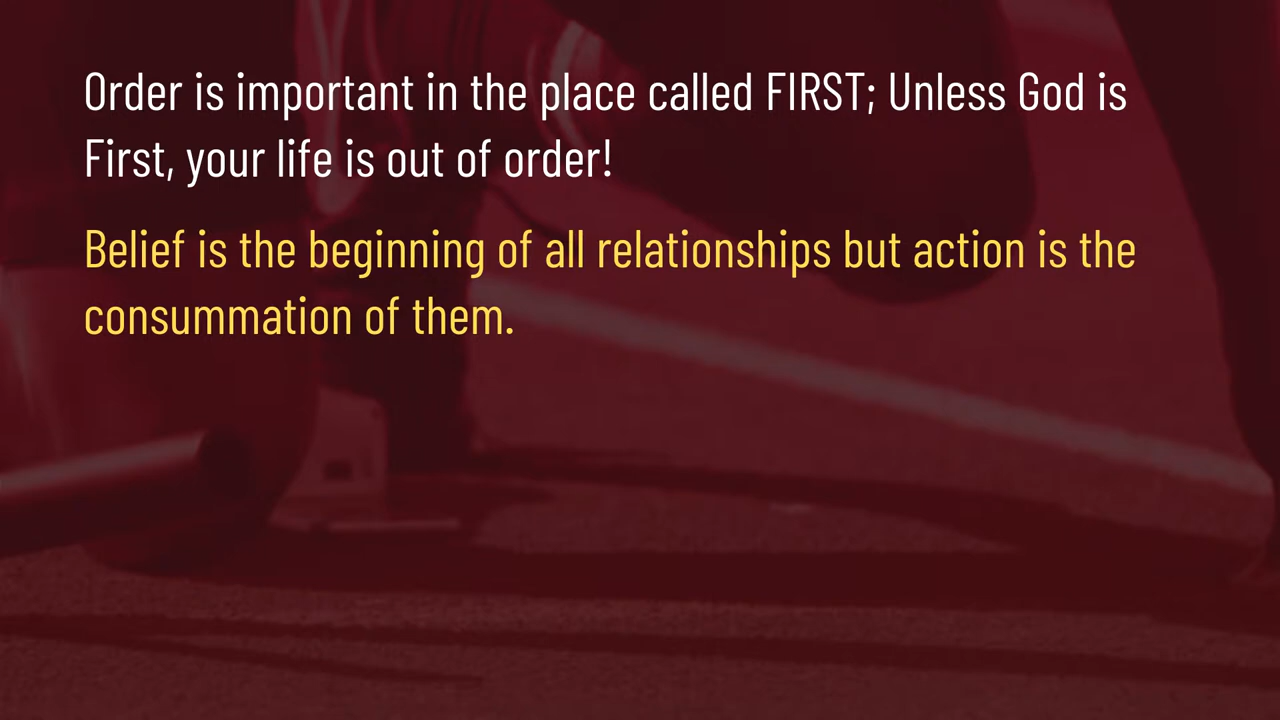 Order is important in the place called FIRST; Unless God is
First, your life is out of order!
Belief is the beginning of all relationships but action is the
consummation of them.